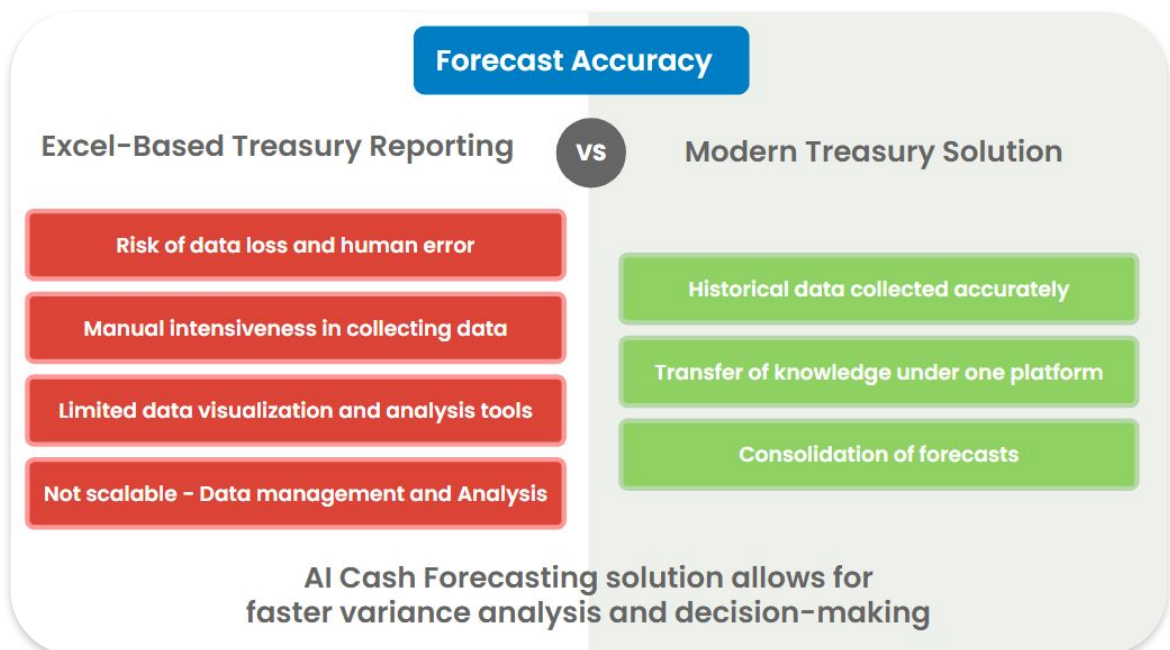 Forecast Accuracy
Excel-Based Treasury Reporting
VS
Modern Treasury Solution
Risk of data loss and human error
Manual intensiveness in collecting data
Limited data visualization and analysis tools
Not scalable - Data management and Analysis
Historical data collected accurately
Transfer of knowledge under one platform
Consolidation of forecasts
AI Cash Forecasting solution allows for
faster variance analysis and decision-making